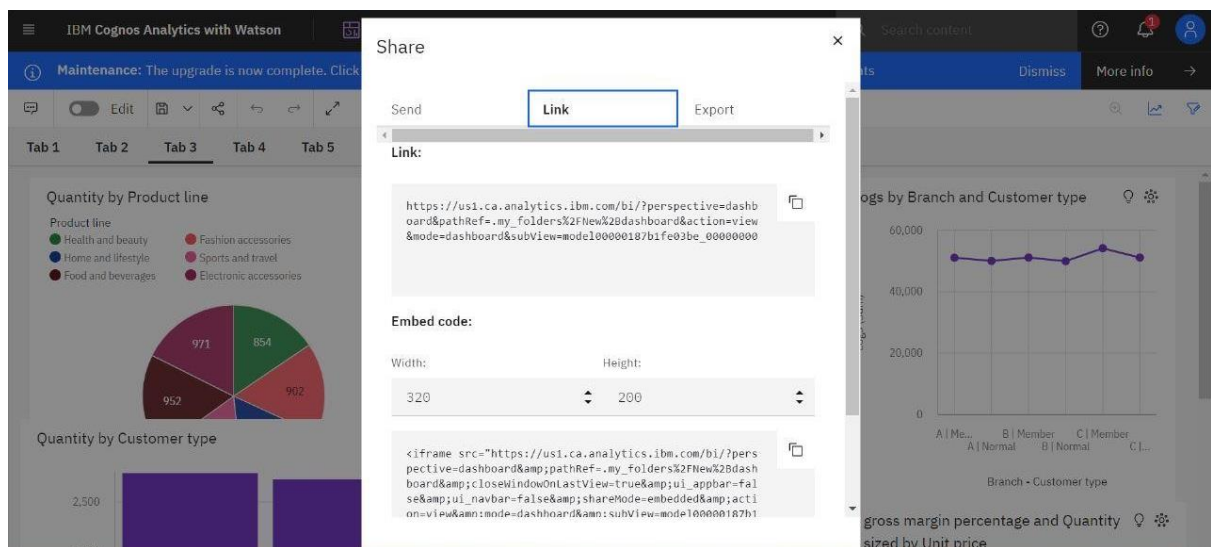 IBM Cognos Analytics with Watson
Search content
1
Maintenance: The upgrade is now complete. Click
Dismiss
More info
Edit
Tab 1
Tab 2
Tab 3
Tab 4
Tab 5
Share
Send
Link
Export
Link:
https://us1.ca.analytics.ibm.com/bi/?perspective=dashb
oard&pathRef=.my_folders%2FNew%2Bdashboard&action=view
&mode=dashboard&subView=model00000187b1fe03be_00000000
Embed code:
Width:
Height:
320
200
<iframe src="https://us1.ca.analytics.ibm.com/bi/?pers
pective=dashboard&amp;pathRef=.my_folders%2FNew%2Bdash
board&amp;closeWindowOnLastView=true&amp;ui_appbar=fal
se&amp;ui_navbar=false&amp;shareMode=embedded&amp;acti
on=view&amp;mode=dashboard&amp;subView=model00000187b1
Quantity by Product line
Product line
Health and beauty
Fashion accessories
Home and lifestyle
Sports and travel
Food and beverages
Electronic accessories
971
854
952
902
Quantity by Customer type
2,500
ogs by Branch and Customer type
60,000
40,000
20,000
0
A | Me...
B | Member
C | Member
A | Normal
B | Normal
C |...
Branch - Customer type
gross margin percentage and Quantity
sized by Unit price